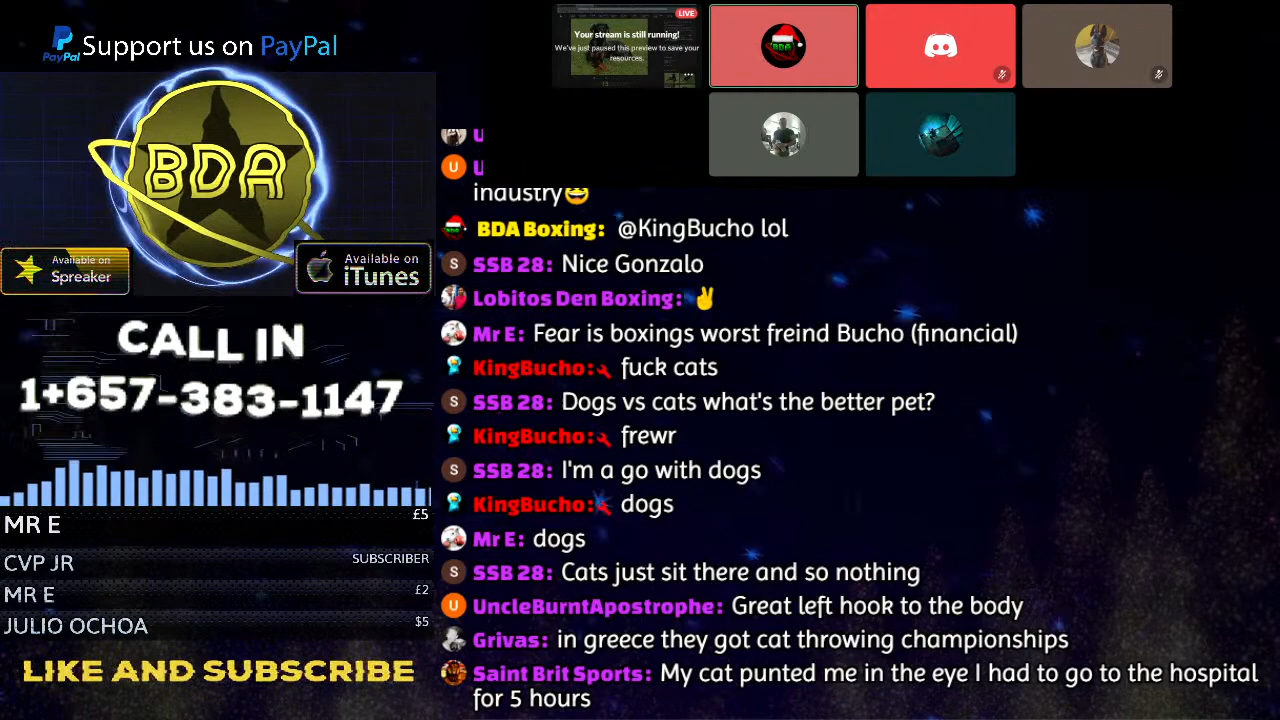 PayPal Support us on PayPal
BDA
Available on Spreaker
Available on iTunes
CALL IN
1+657-383-1147
MR E £5
CVP JR SUBSCRIBER
MR E £2
JULIO OCHOA $5
LIKE AND SUBSCRIBE
LIVE
Your stream is still running!
We've just paused this preview to save your
resources.
BDA
U
U
industry😎
BDA Boxing: @KingBucho lol
S SSB 28: Nice Gonzalo
Lobitos Den Boxing: ✌
Mr E: Fear is boxings worst freind Bucho (financial)
KingBucho: fuck cats
S SSB 28: Dogs vs cats what's the better pet?
KingBucho: frewr
S SSB 28: I'm a go with dogs
KingBucho: dogs
Mr E: dogs
S SSB 28: Cats just sit there and so nothing
U UncleBurntApostrophe: Great left hook to the body
Grivas: in greece they got cat throwing championships
Saint Brit Sports: My cat punted me in the eye I had to go to the hospital
for 5 hours